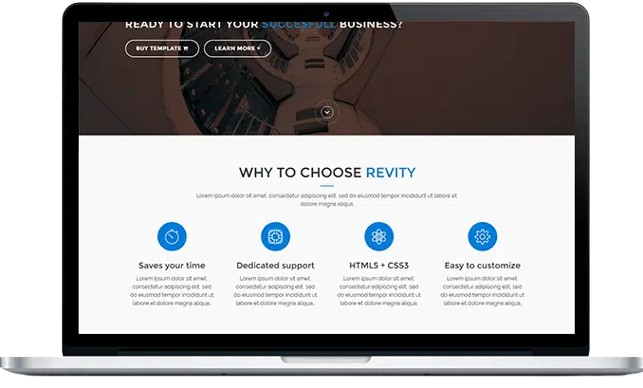 READY TO START YOUR SUCCESFULL BUSINESS?
BUY TEMPLATE
LEARN MORE
WHY TO CHOOSE REVITY
Lorem ipsum dolor sit amet, consectetur adipiscing elit, sed do eiusmod tempor incididunt ut labore et
dolore magna aliqua.
Saves your time
Dedicated support
HTML5 + CSS3
Easy to customize
Lorem ipsum dolor sit amet,
consectetur adipiscing elit, sed
do eiusmod tempor incididunt ut
labore et dolore magna aliqua.
Lorem ipsum dolor sit amet,
consectetur adipiscing elit, sed
do eiusmod tempor incididunt ut
labore et dolore magna aliqua.
Lorem ipsum dolor sit amet,
consectetur adipiscing elit, sed
do eiusmod tempor incididunt ut
labore et dolore magna aliqua.
Lorem ipsum dolor sit amet,
consectetur adipiscing elit, sed
do eiusmod tempor incididunt ut
labore et dolore magna aliqua.